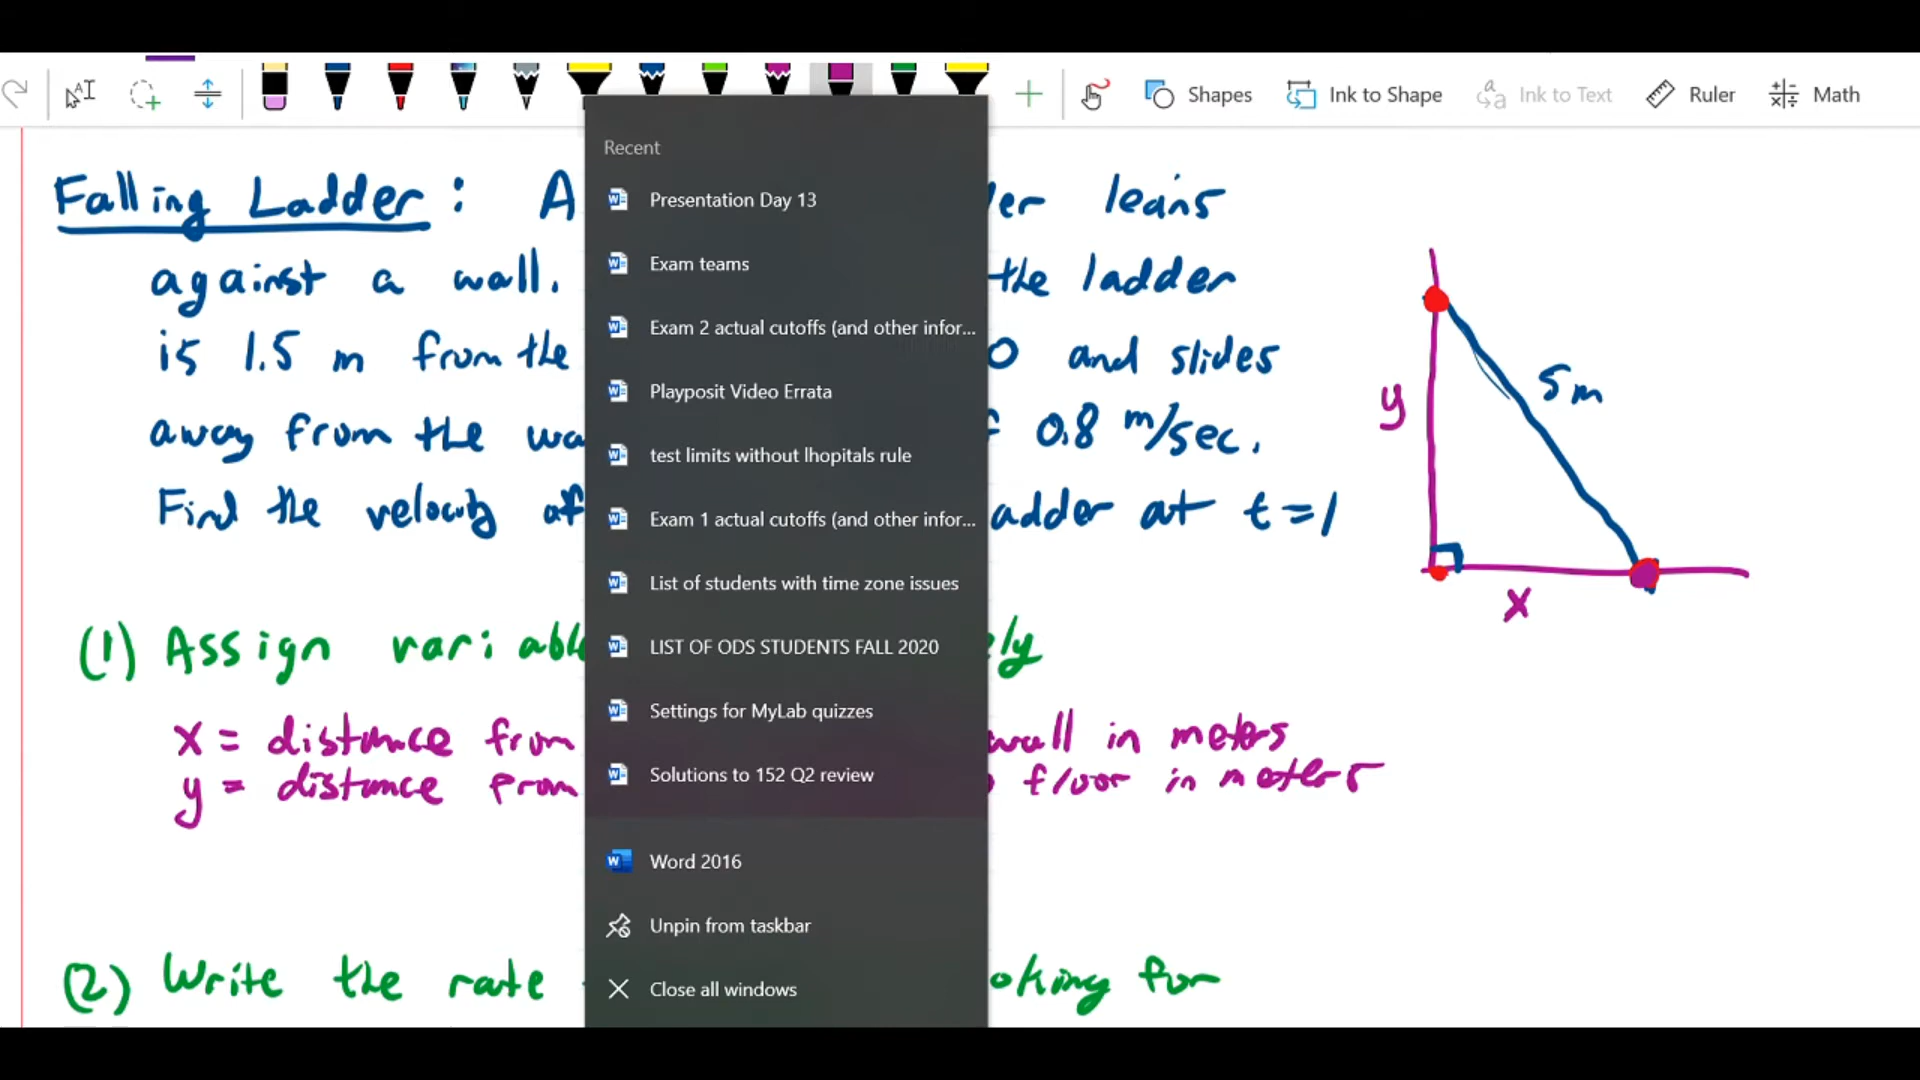 Shapes Ink to Shape Ink to Text Ruler Math
Recent
Presentation Day 13
Exam teams
Exam 2 actual cutoffs (and other infor...
Playposit Video Errata
test limits without lhopitals rule
Exam 1 actual cutoffs (and other infor...
List of students with time zone issues
LIST OF ODS STUDENTS FALL 2020
Settings for MyLab quizzes
Solutions to 152 Q2 review
Word 2016
Unpin from taskbar
Close all windows
Falling Ladder : A leans
against a wall. the ladder
is 1.5 m from the and slides
away from the 0.8 m/sec.
Find the velocity at t = 1
(1) Assign
x = distance from wall in meters
y = distance from floor in meters
(2) Write the rate for
y
5 m
x